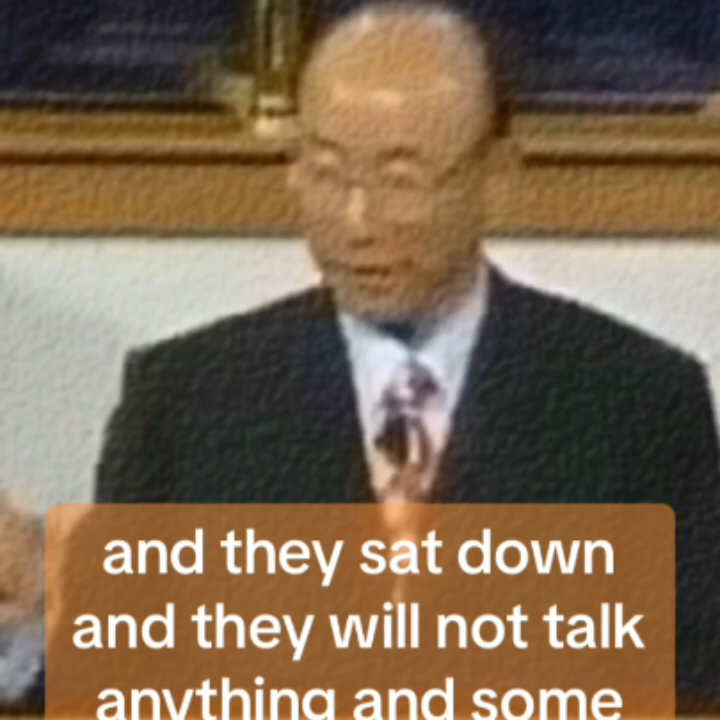 and they sat down
and they will not talk
anything and some